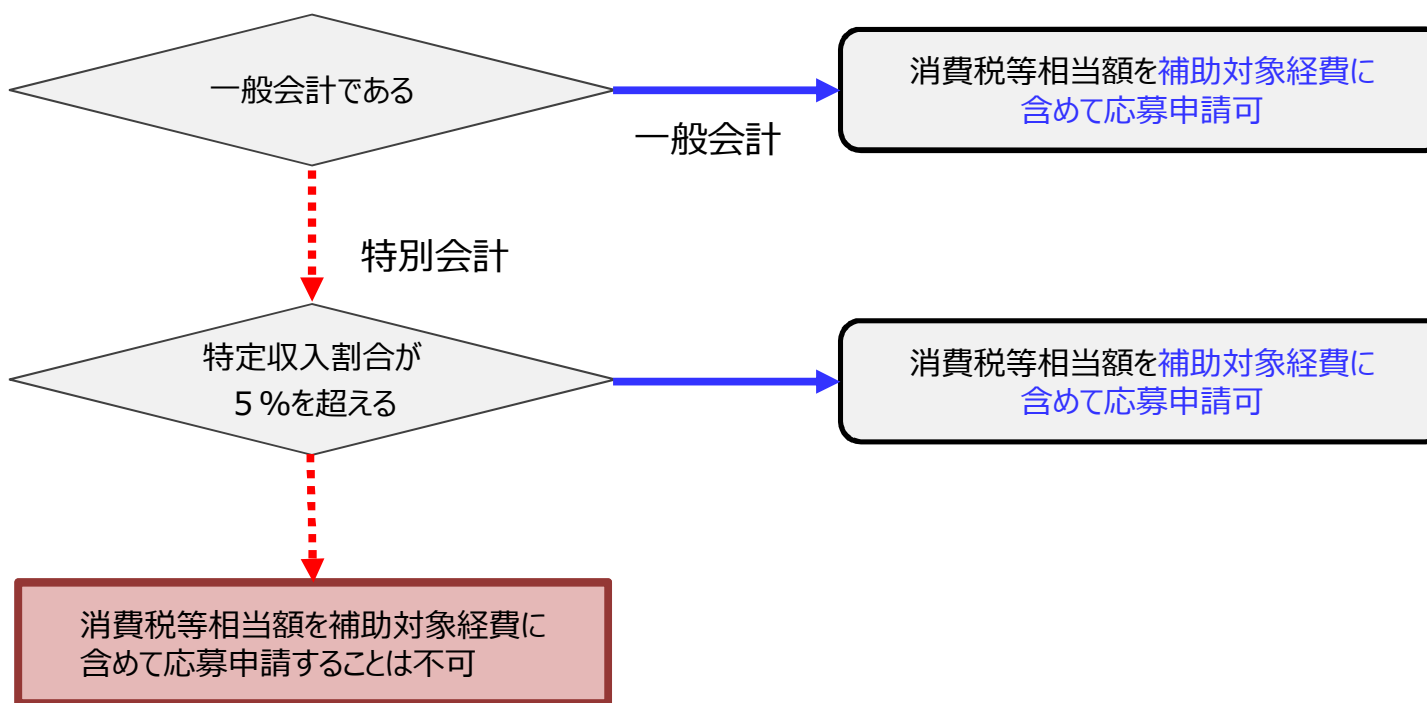 一般会計である
消費税等相当額を補助対象経費に
含めて応募申請可
一般会計
特別会計
特定収入割合が
５%を超える
消費税等相当額を補助対象経費に
含めて応募申請可
消費税等相当額を補助対象経費に
含めて応募申請することは不可